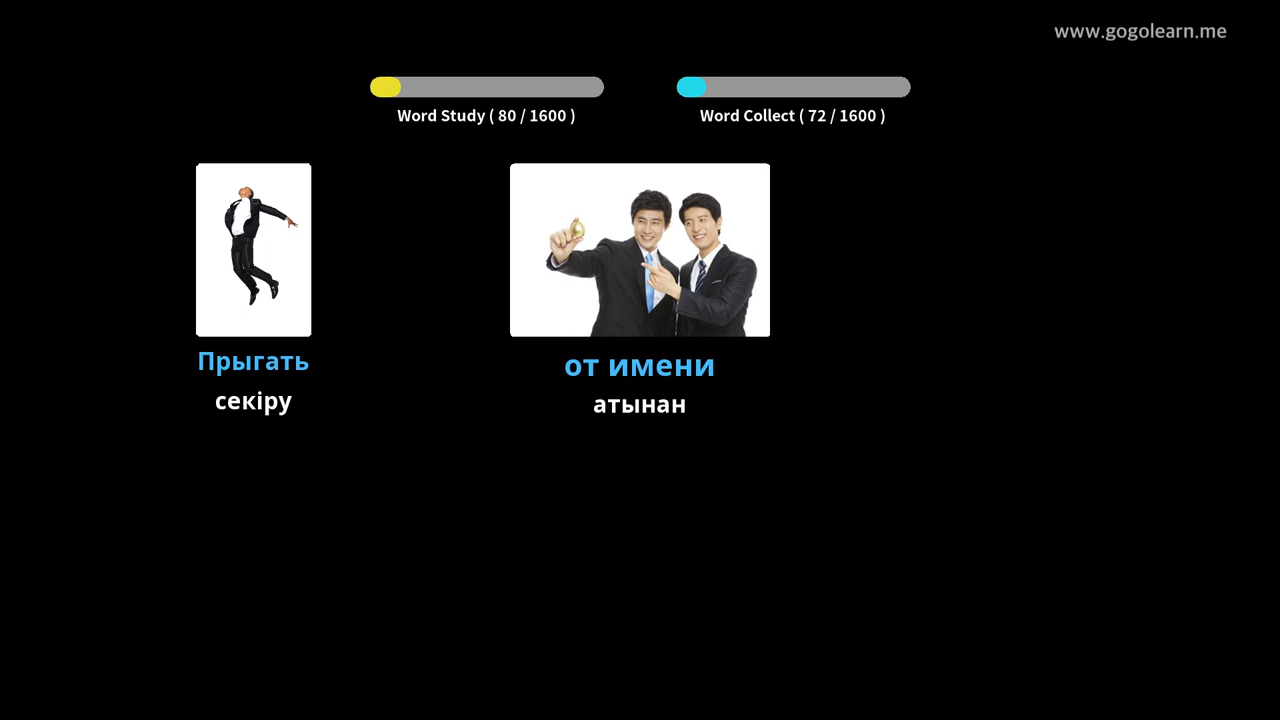 www.gogolearn.me
Word Study ( 80 / 1600 )
Word Collect ( 72 / 1600 )
Прыгать
секіру
от имени
атынан